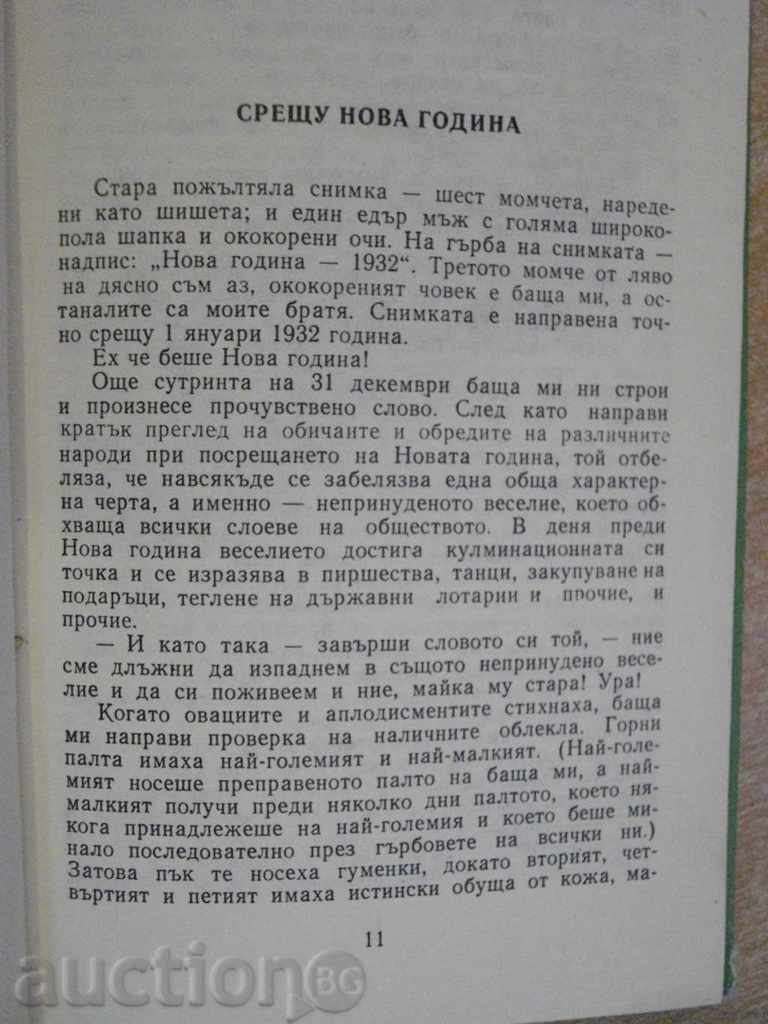 СРЕЩУ НОВА ГОДИНА
Стара пожълтяла снимка — шест момчета, нареде-
ни като шишета; и един едър мъж с голяма широко-
пола шапка и ококорени очи. На гърба на снимката —
надпис: „Нова година — 1932“. Третото момче от ляво
на дясно съм аз, ококореният човек е баща ми, а ос-
таналите са моите братя. Снимката е направена точ-
но срещу 1 януари 1932 година.
Ех че беше Нова година!
Още сутринта на 31 декември баща ми ни строи
и произнесе прочувствено слово. След като направи
кратък преглед на обичаите и обредите на различните
народи при посрещането на Новата година, той отбе-
ляза, че навсякъде се забелязва една обща характер-
на черта, а именно — непринуденото веселие, което об-
хваща всички слоеве на обществото. В деня преди
Нова година веселието достига кулминационната си
точка и се изразява в пиршества, танци, закупуване на
подаръци, теглене на държавни лотарии и прочие, и
прочие.
— И като така — завърши словото си той, — ние
сме длъжни да изпаднем в същото непринудено весе-
лие и да си поживеем и ние, майка му стара! Ура!
Когато овациите и аплодисментите стихнаха, баща
ми направи проверка на наличните облекла. Горни
палта имаха най-големият и най-малкият. (Най-голе-
мият носеше преправеното палто на баща ми, а най-
малкият получи преди няколко дни палтото, което ня-
кога принадлежеше на най-големия и което беше ми-
нало последователно през гърбовете на всички ни.)
Затова пък те носеха гуменки, докато вторият, чет-
въртият и петият имаха истински обуща от кожа, ма-
11
auctionBG